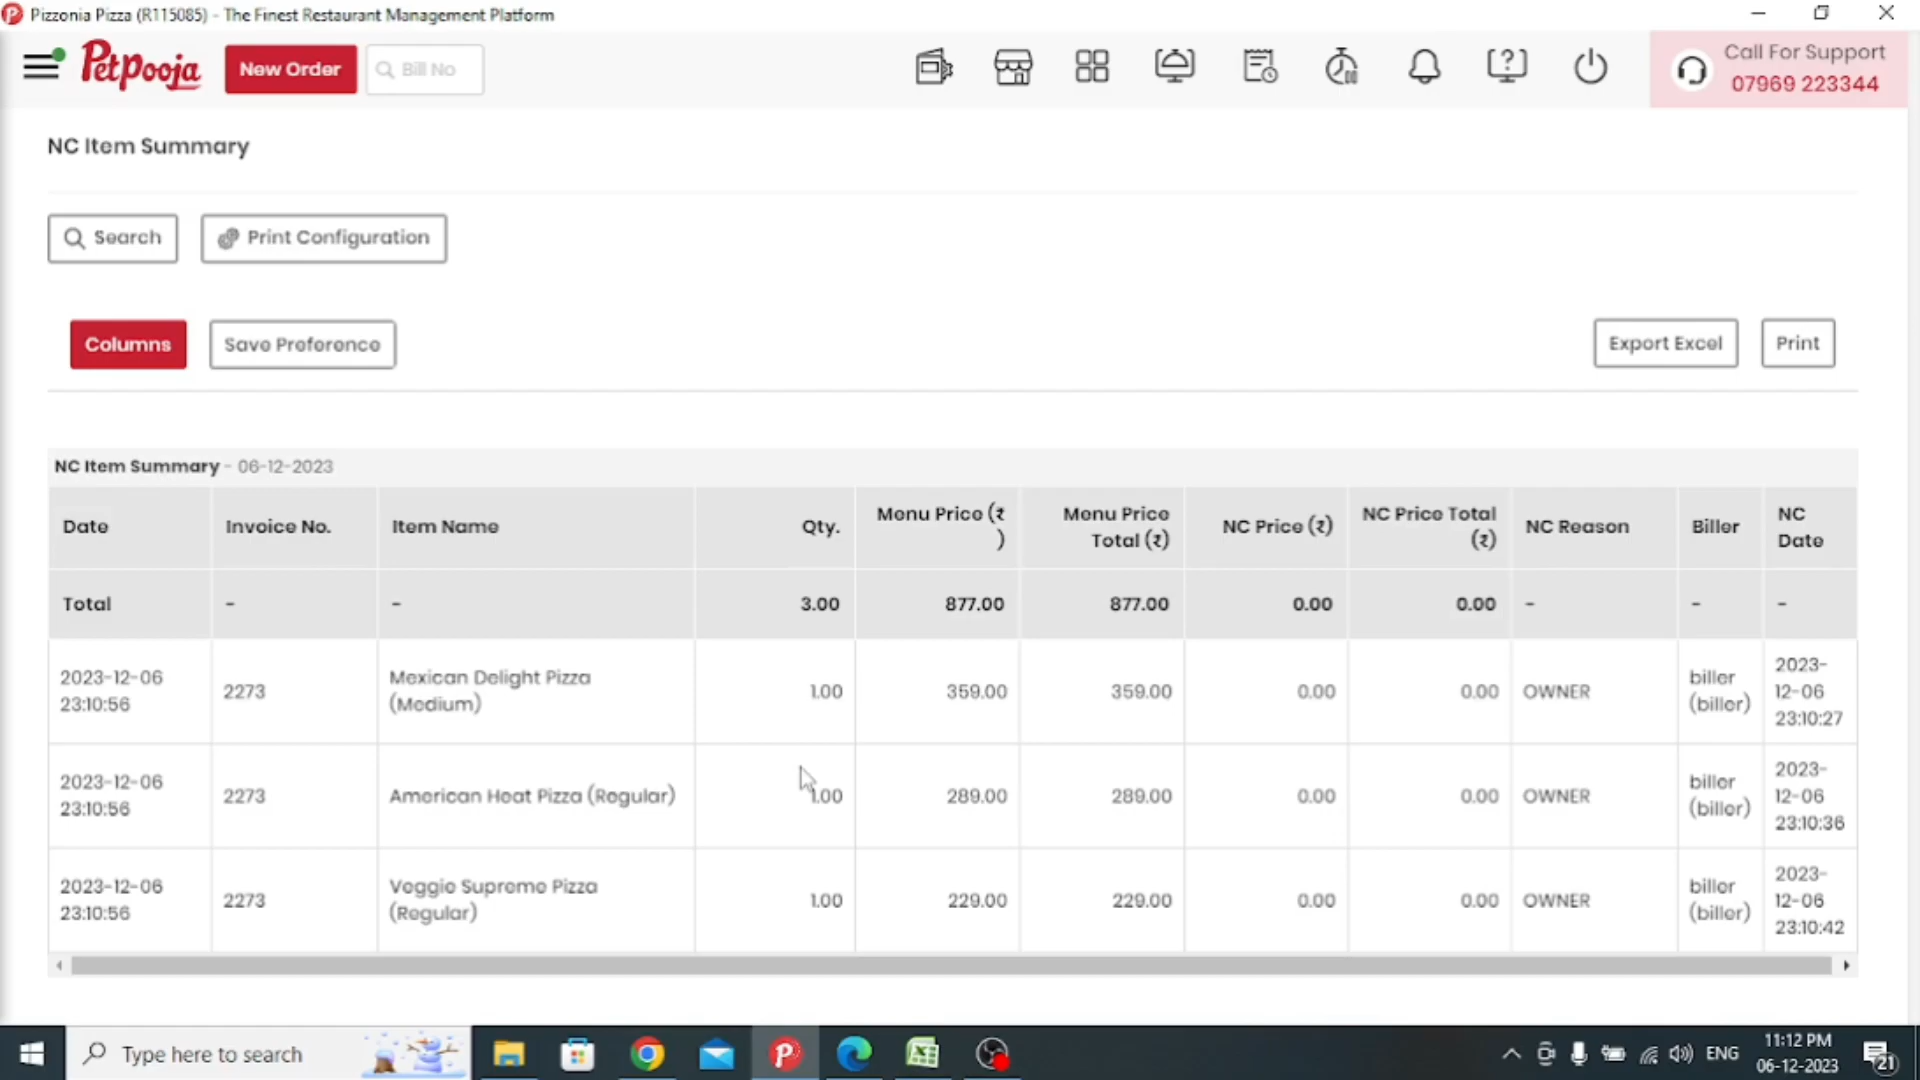 Pizzonia Pizza (R115085) - The Finest Restaurant Management Platform
PetPooja
New Order
Bill No
Call For Support
07969 223344
NC Item Summary
Search
Print Configuration
Columns
Save Preference
Export Excel
Print
NC Item Summary - 06-12-2023
Date
Invoice No.
Item Name
Qty.
Menu Price (₹
)
Menu Price
Total (₹)
NC Price (₹)
NC Price Total
(₹)
NC Reason
Biller
NC
Date
Total - - 3.00 877.00 877.00 0.00 0.00 - - -
2023-12-06
23:10:56
2273
Mexican Delight Pizza
(Medium)
1.00 359.00 359.00 0.00 0.00 OWNER
biller
(biller)
2023-
12-06
23:10:27
2023-12-06
23:10:56
2273
American Heat Pizza (Regular)
1.00 289.00 289.00 0.00 0.00 OWNER
biller
(biller)
2023-
12-06
23:10:36
2023-12-06
23:10:56
2273
Veggie Supreme Pizza
(Regular)
1.00 229.00 229.00 0.00 0.00 OWNER
biller
(biller)
2023-
12-06
23:10:42
Type here to search
ENG
11:12 PM
06-12-2023
21